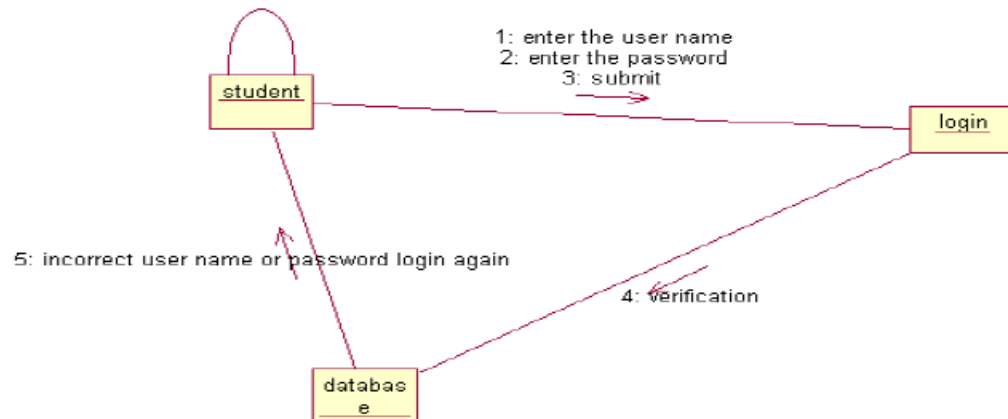 1: enter the user name
2: enter the password
3: submit
student
login
5: incorrect user name or password login again
4: verification
databas
e